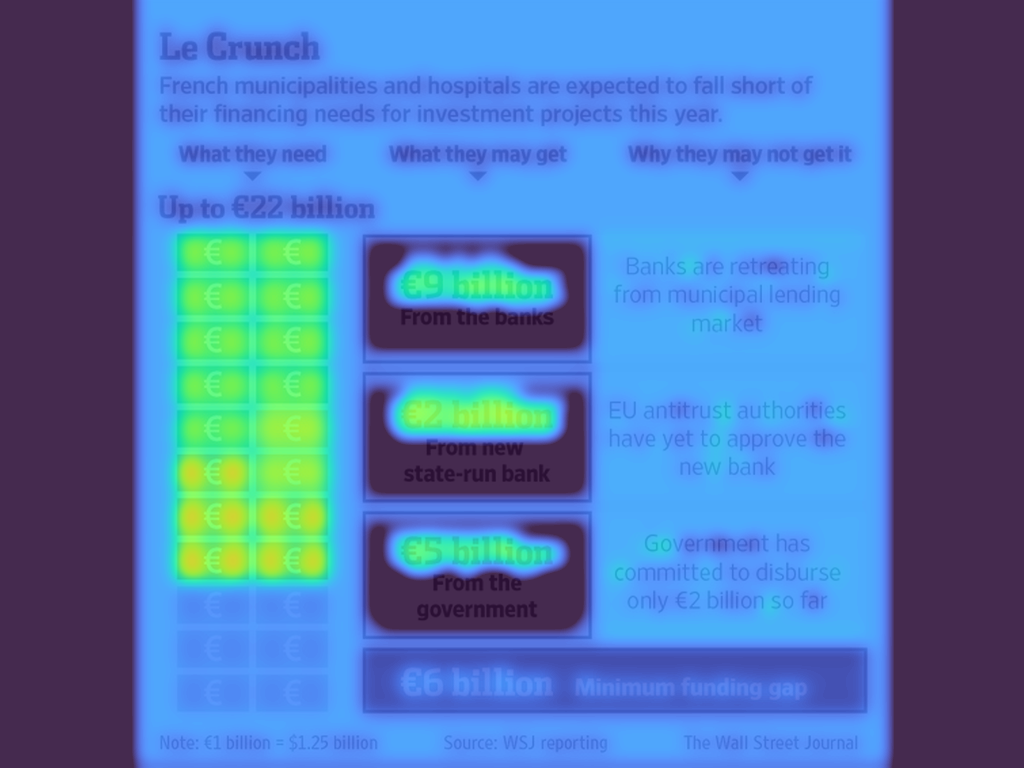 Le Crunch
French municipalities and hospitals are expected to fall short of
their financing needs for investment projects this year.
What they need
What they may get
Why they may not get it
Up to €22 billion
€ €
€ €
€ €
€ €
€ €
€ €
€ €
€ €
€ €
€ €
€ €
€9 billion
From the banks
Banks are retreating
from municipal lending
market
€2 billion
From new
state-run bank
EU antitrust authorities
have yet to approve the
new bank
€5 billion
From the
government
Government has
committed to disburse
only €2 billion so far
€6 billion Minimum funding gap
Note: €1 billion = $1.25 billion
Source: WSJ reporting
The Wall Street Journal